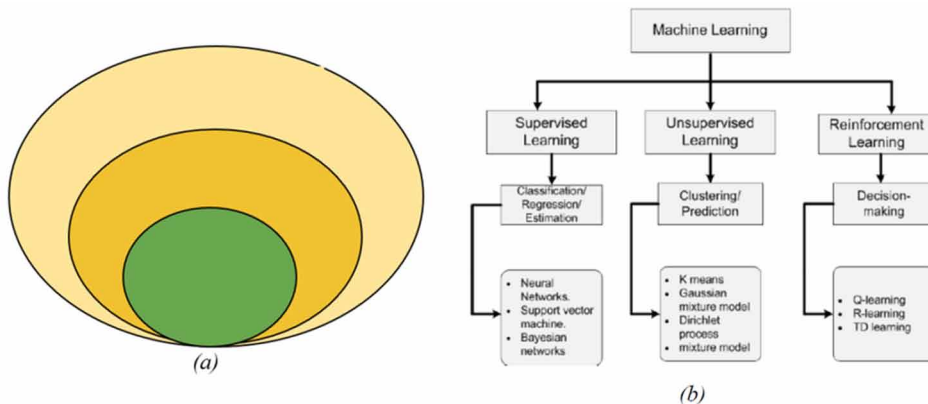 Machine Learning
Supervised
Learning
Unsupervised
Learning
Reinforcement
Learning
Classification/
Regression/
Estimation
Clustering/
Prediction
Decision-
making
• Neural
Networks.
• Support vector
machine.
• Bayesian
networks
• K means
• Gaussian
mixture model
• Dirichlet
process
• mixture model
• Q-learning
• R-learning
• TD learning
(a)
(b)